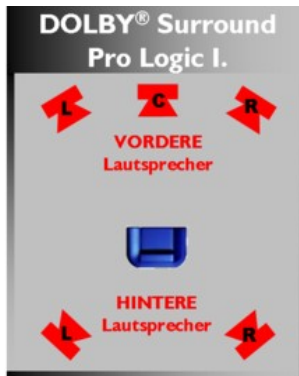 DOLBY® Surround
Pro Logic I.
L C R
VORDERE
Lautsprecher
HINTERE
Lautsprecher
L R